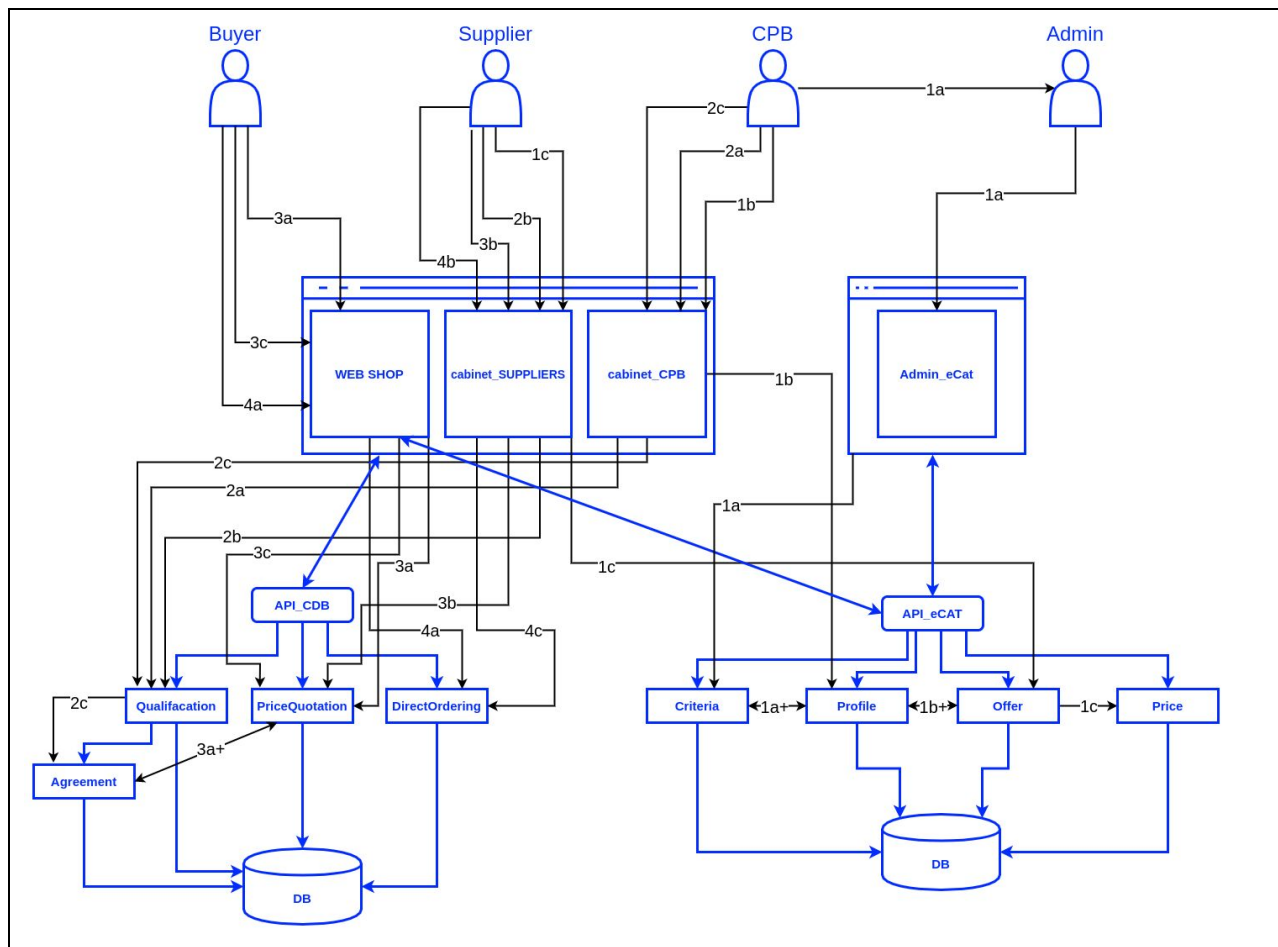 Buyer
Supplier
CPB
Admin
1a
2c
2a
1c
1b
1a
3a
2b
3b
4b
3c
4a
WEB SHOP
cabinet_SUPPLIERS
cabinet_CPB
1b
Admin_eCat
2c
2a
1a
2b
3c
3a
1c
API_CDB
3b
4a
4c
API_eCAT
2c
Qualifacation
PriceQuotation
DirectOrdering
Criteria
1a+
Profile
1b+
Offer
1c
Price
3a+
Agreement
DB
DB